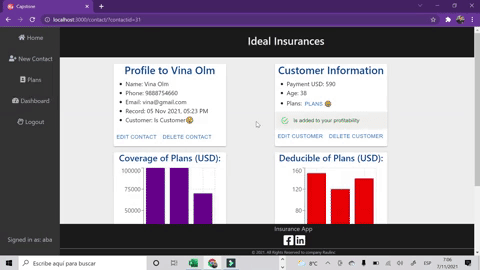 Capstone
localhost:3000/contact/?contactid=21
Ideal Insurances
Home
New Contact
Plans
Dashboard
Logout
Signed in as: aba
Profile to Vina Olm
Name: Vina Olm
Phone: 9888754660
Email: vina@gmail.com
Record: 05 Nov 2021, 05:23 PM
Customer: Is Customer
EDIT CONTACT DELETE CONTACT
Customer Information
Payment USD: 590
Age: 38
Plans: PLANS
Is added to your profitability
EDIT CUSTOMER DELETE CUSTOMER
Coverage of Plans (USD):
100000
75000
50000
Deducible of Plans (USD):
160
120
80
Insurance App
© 2021. All Rights Reserved to company
Escribe aquí para buscar
8°C
ESP
7:06
7/11/2021